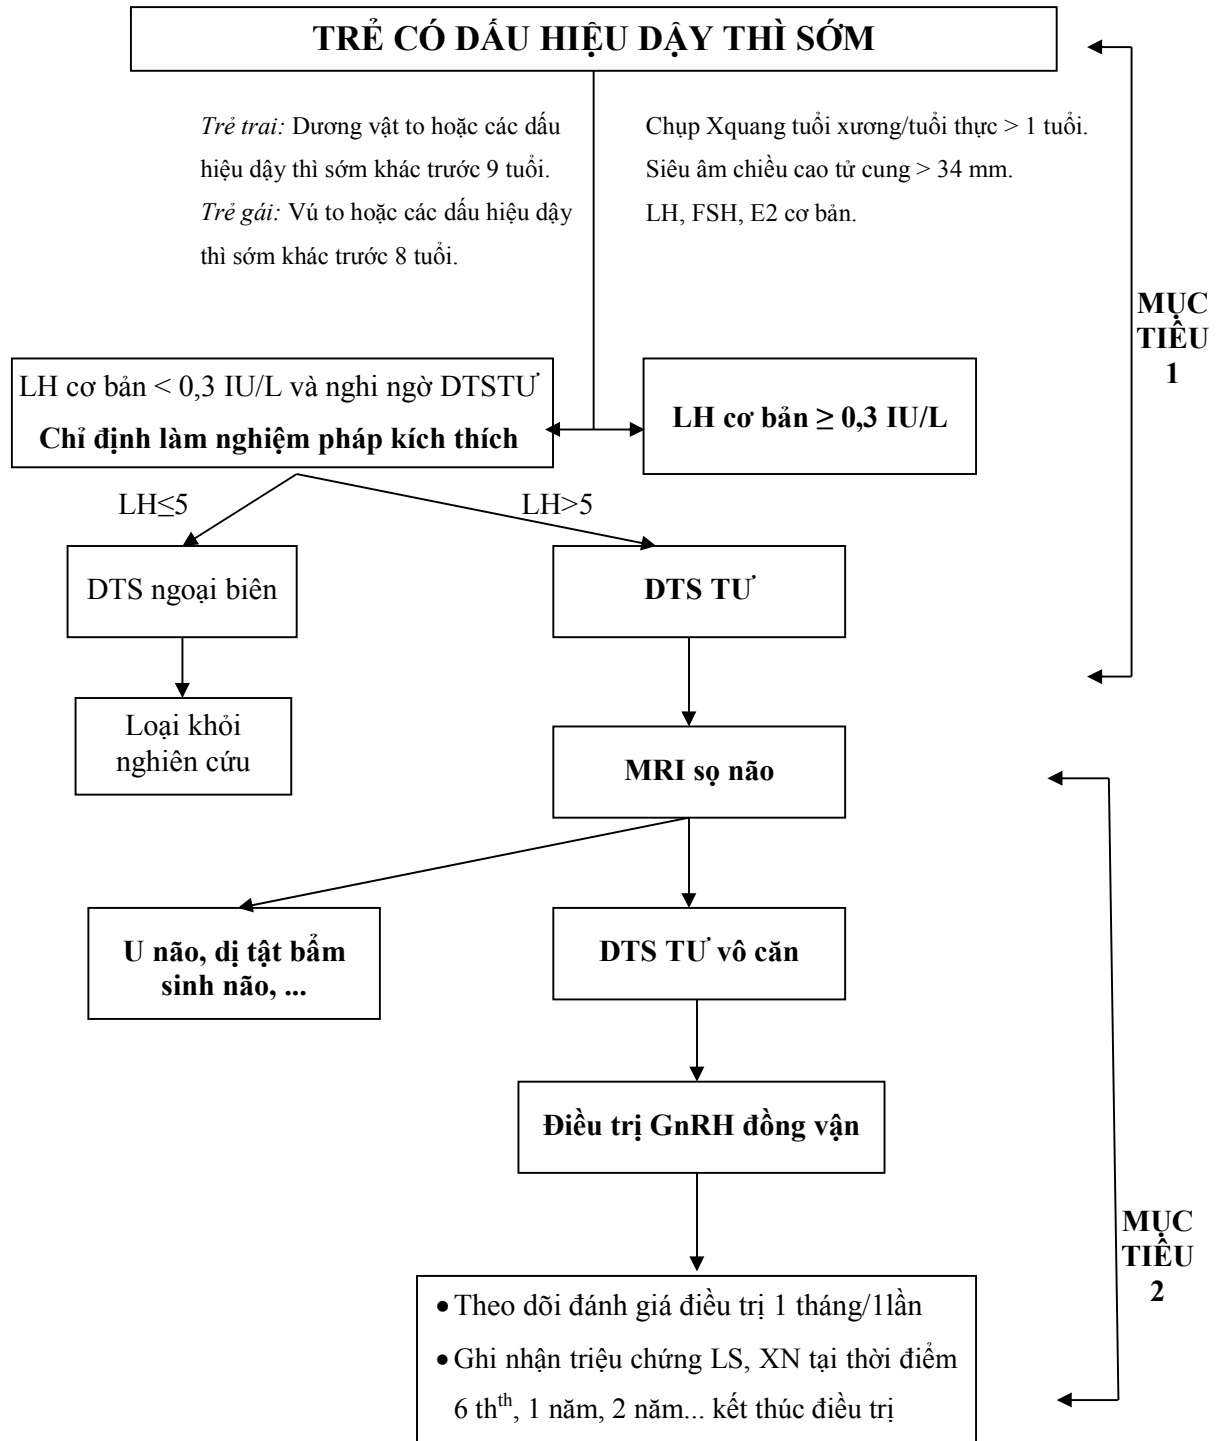 TRẺ CÓ DẤU HIỆU DẬY THÌ SỚM
Trẻ trai: Dương vật to hoặc các dấu
hiệu dậy thì sớm khác trước 9 tuổi.
Trẻ gái: Vú to hoặc các dấu hiệu dậy
thì sớm khác trước 8 tuổi.
Chụp Xquang tuổi xương/tuổi thực > 1 tuổi.
Siêu âm chiều cao tử cung > 34 mm.
LH, FSH, E2 cơ bản.
MỤC
TIÊU
1
LH cơ bản < 0,3 IU/L và nghi ngờ DTSTƯ
Chỉ định làm nghiệm pháp kích thích
LH cơ bản ≥ 0,3 IU/L
LH≤5
LH>5
DTS ngoại biên
DTS TƯ
Loại khỏi
nghiên cứu
MRI sọ não
U não, dị tật bẩm
sinh não, ...
DTS TƯ vô căn
Điều trị GnRH đồng vận
MỤC
TIÊU
2
• Theo dõi đánh giá điều trị 1 tháng/1lần
• Ghi nhận triệu chứng LS, XN tại thời điểm
6 thth, 1 năm, 2 năm... kết thúc điều trị